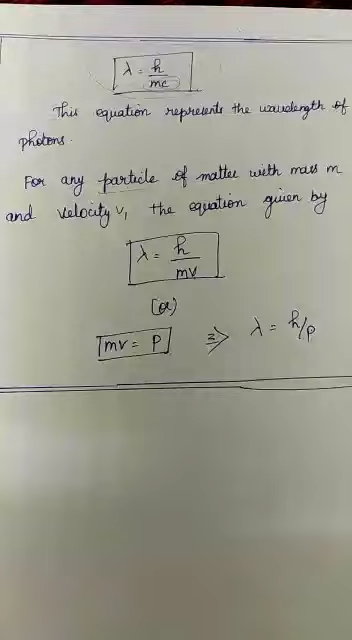 λ = h/mc
This equation represents the wavelength of
photons.
For any particle of matter with mass m
and velocity v, the equation given by
λ = h/mv
(or)
mv = P ⇒ λ = h/p